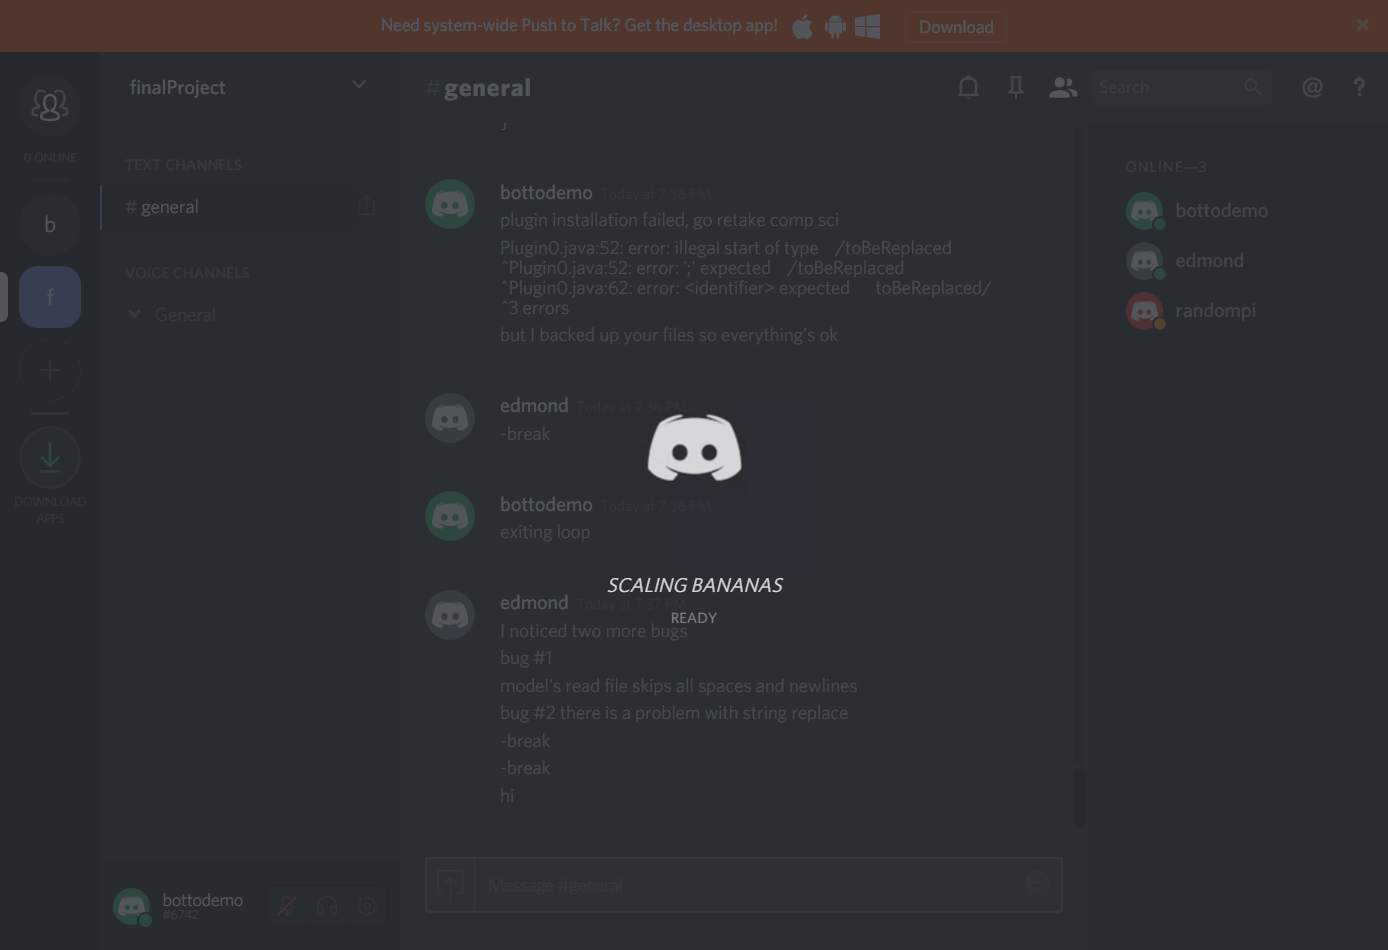 Need system-wide Push to Talk? Get the desktop app!
Download
0 ONLINE
b
f
DOWNLOAD
APPS
finalProject
TEXT CHANNELS
# general
VOICE CHANNELS
General
bottodemo
#6742
# general
Search
@ ?
bottodemo Today at 7:36 PM
plugin installation failed, go retake comp sci
Plugin0.java:52: error: illegal start of type /toBeReplaced
^Plugin0.java:52: error: ';' expected /toBeReplaced
^Plugin0.java:62: error: <identifier> expected toBeReplaced/
^3 errors
but I backed up your files so everything's ok
edmond Today at 7:36 PM
-break
bottodemo Today at 7:36 PM
exiting loop
SCALING BANANAS
READY
edmond Today at 7:37 PM
I noticed two more bugs
bug #1
model's read file skips all spaces and newlines
bug #2 there is a problem with string replace
-break
-break
hi
Message #general
ONLINE—3
bottodemo
edmond
randompi